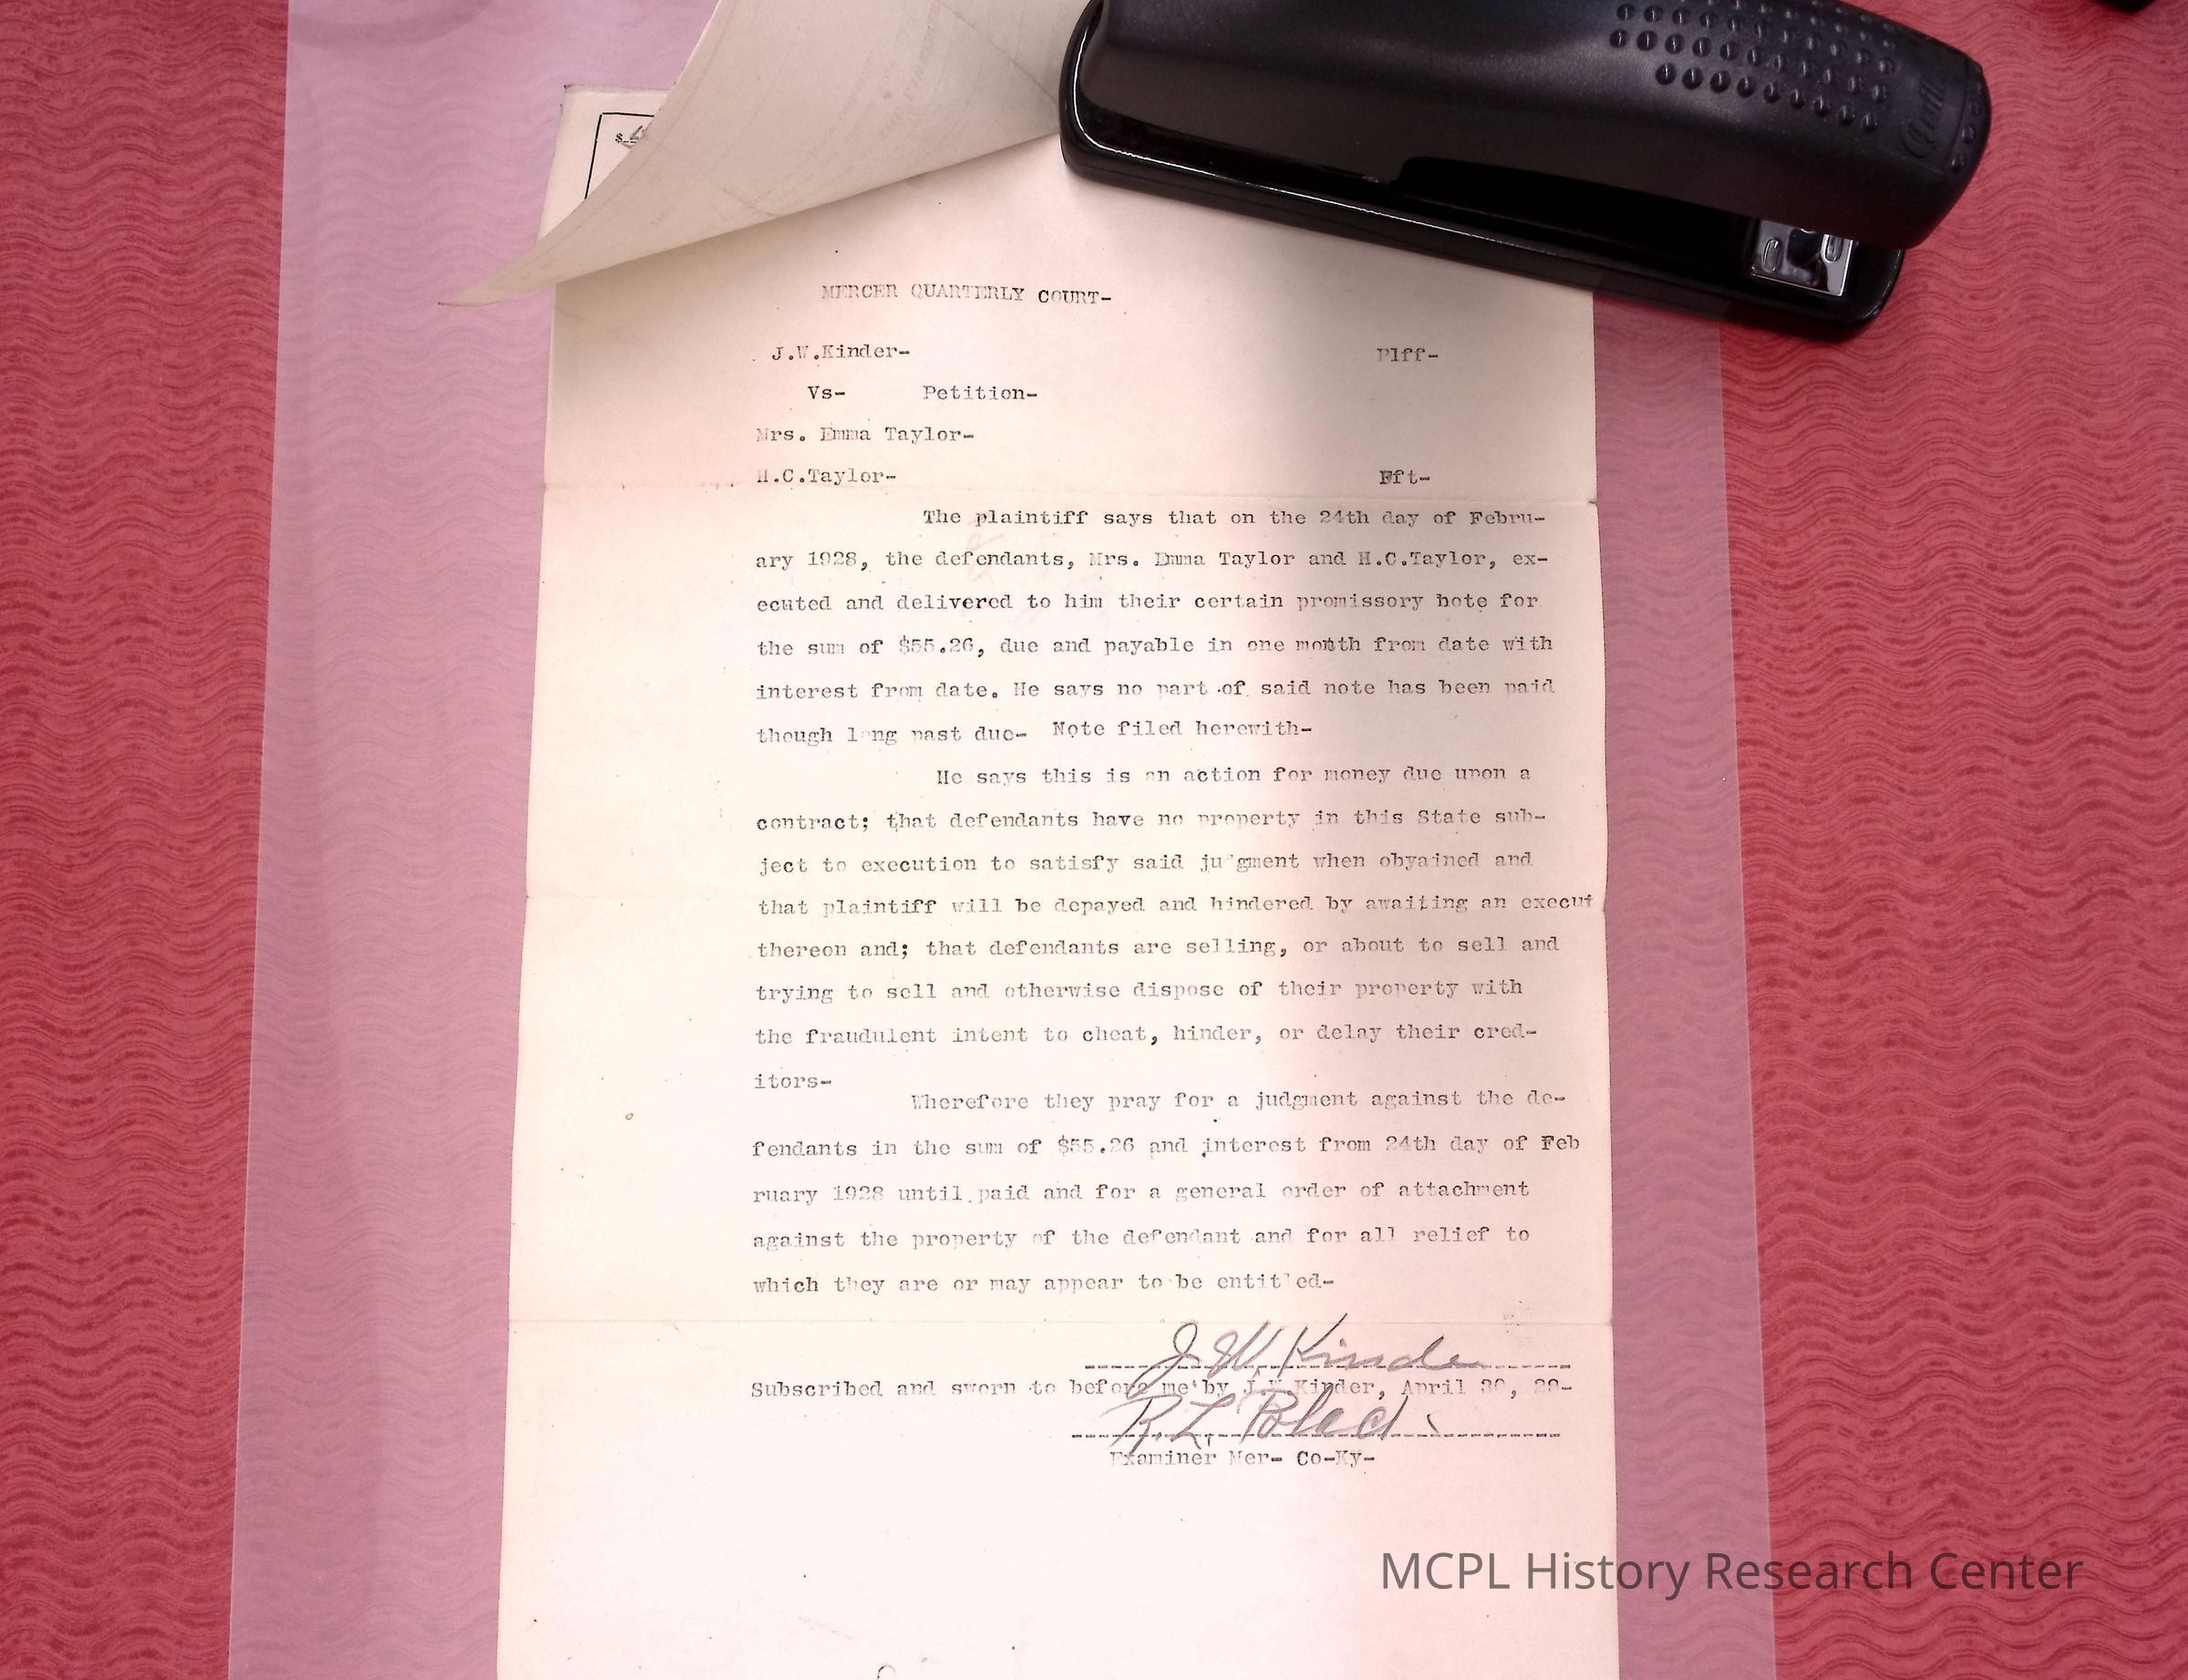 $
MERCER QUARTERLY COURT-
J.W.Kinder- Plff-
Vs- Petition-
Mrs. Emma Taylor-
H.C.Taylor- Dft-
The plaintiff says that on the 24th day of Febru-
ary 1928, the defendants, Mrs. Emma Taylor and H.C.Taylor, ex-
ecuted and delivered to him their certain promissory bote for
the sum of $55.26, due and payable in one month from date with
interest from date. He says no part of said note has been paid
though long past due- Note filed herewith-
He says this is an action for money due upon a
contract; that defendants have no property in this State sub-
ject to execution to satisfy said judgment when obyained and
that plaintiff will be depayed and hindered by awaiting an execut
thereon and; that defendants are selling, or about to sell and
trying to sell and otherwise dispose of their property with
the fraudulent intent to cheat, hinder, or delay their cred-
itors-
Wherefore they pray for a judgment against the de-
fendants in the sum of $55.26 and interest from 24th day of Feb
ruary 1928 until paid and for a general order of attachment
against the property of the defendant and for all relief to
which they are or may appear to be entitled-
J W Kinder
Subscribed and sworn to before me by J.W.Kinder, April 30, 29-
R. L. Black
Examiner Mer- Co-Ky-
MCPL History Research Center